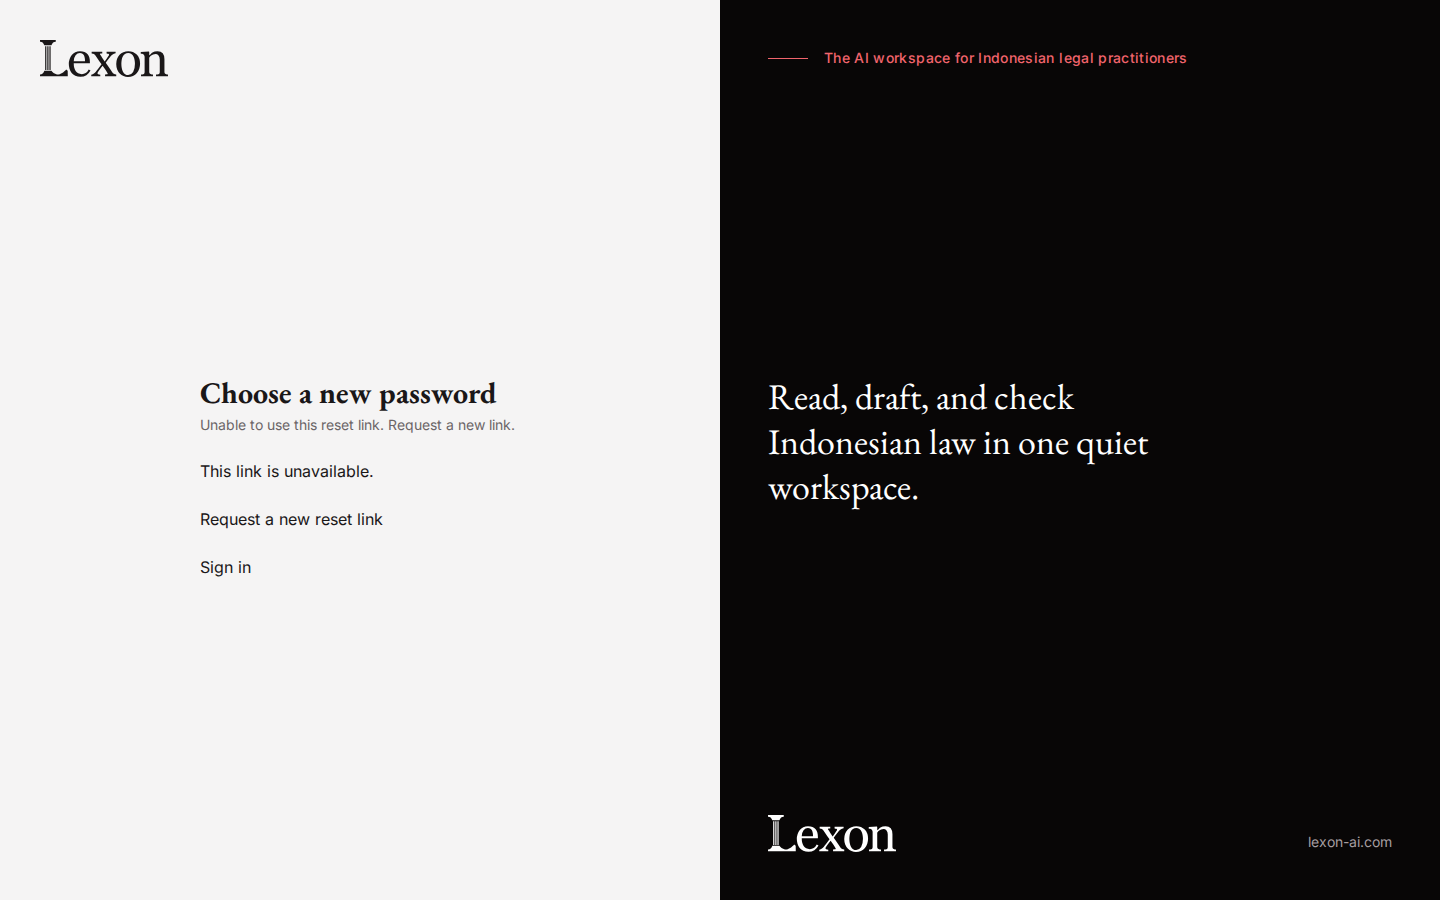 Lexon
Choose a new password
Unable to use this reset link. Request a new link.
This link is unavailable.
Request a new reset link
Sign in
The AI workspace for Indonesian legal practitioners
Read, draft, and check
Indonesian law in one quiet
workspace.
Lexon
lexon-ai.com